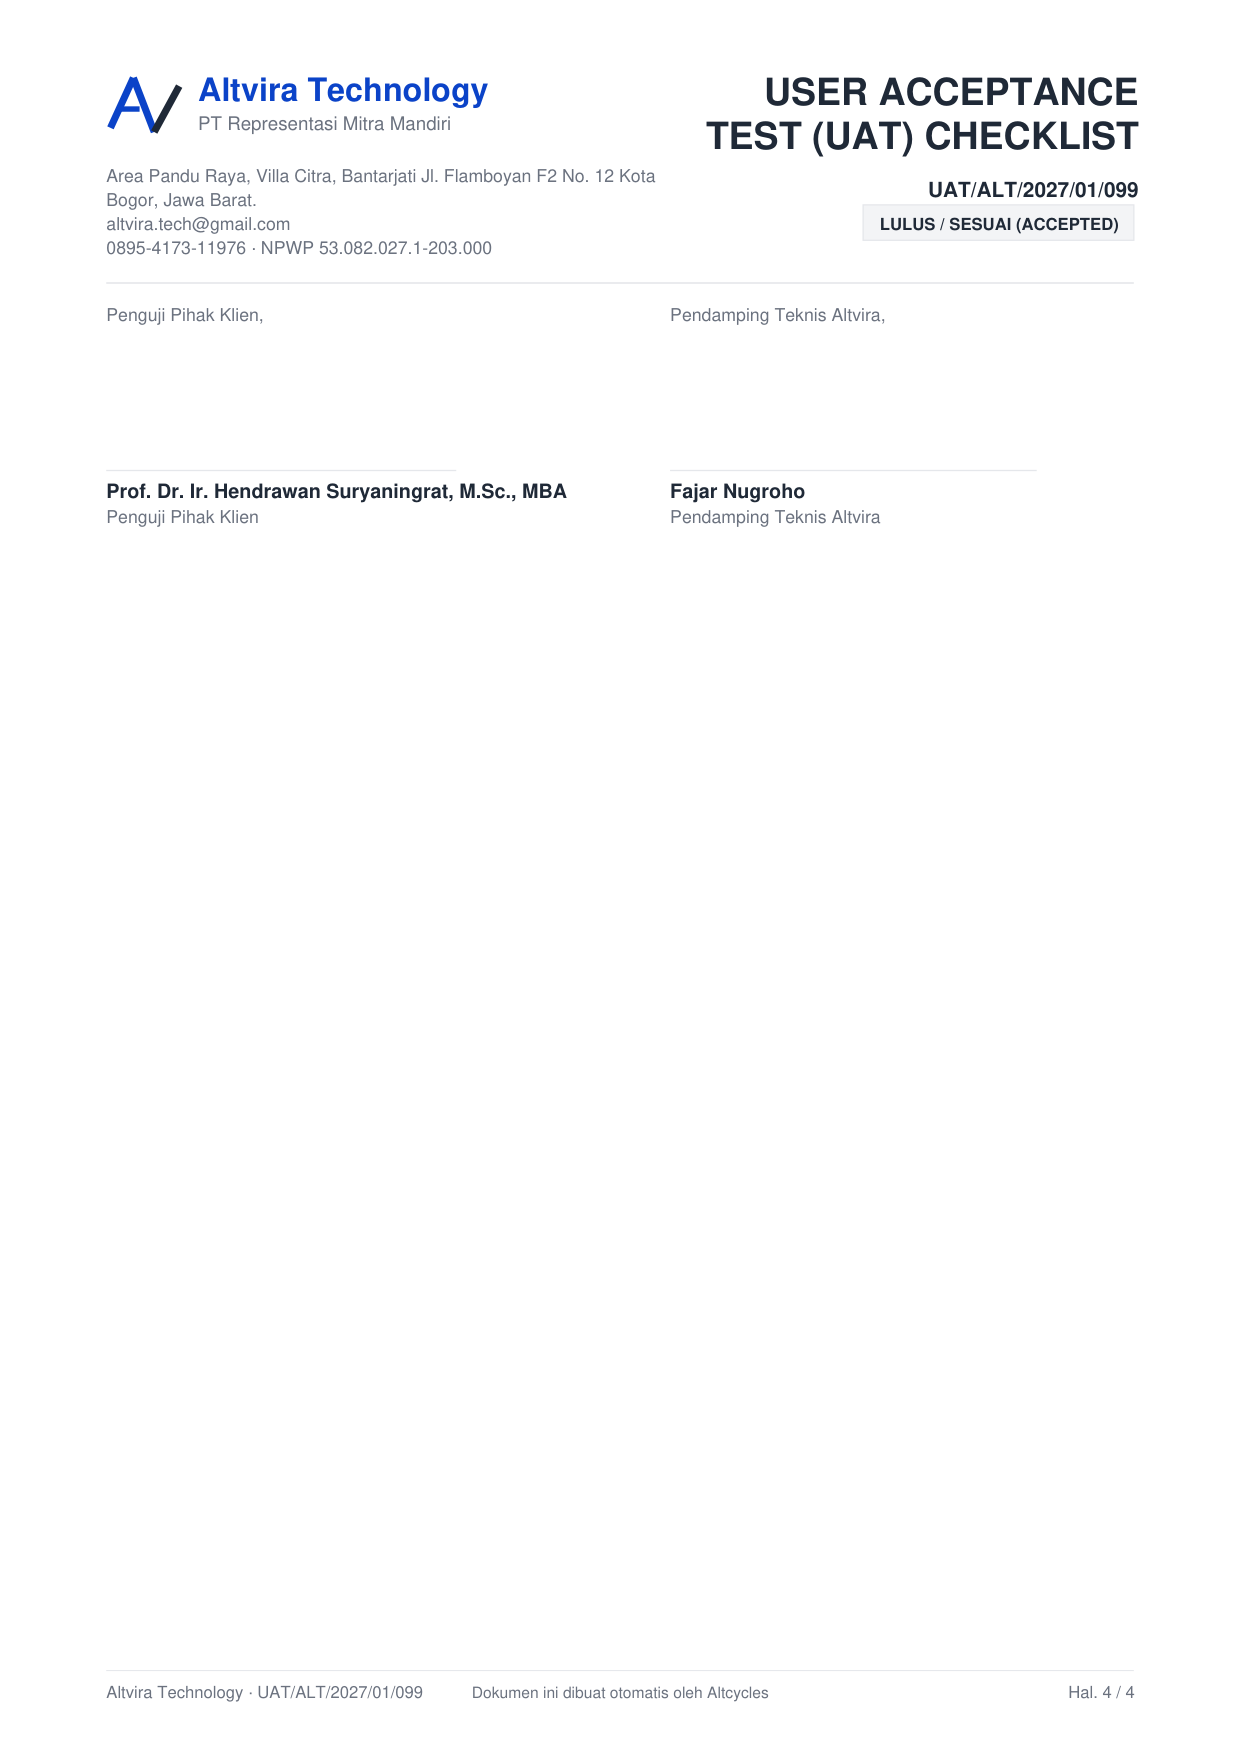 Altvira Technology
PT Representasi Mitra Mandiri
Area Pandu Raya, Villa Citra, Bantarjati Jl. Flamboyan F2 No. 12 Kota
Bogor, Jawa Barat.
altvira.tech@gmail.com
0895-4173-11976 · NPWP 53.082.027.1-203.000
USER ACCEPTANCE
TEST (UAT) CHECKLIST
UAT/ALT/2027/01/099
LULUS / SESUAI (ACCEPTED)
Penguji Pihak Klien,
Prof. Dr. Ir. Hendrawan Suryaningrat, M.Sc., MBA
Penguji Pihak Klien
Pendamping Teknis Altvira,
Fajar Nugroho
Pendamping Teknis Altvira
Altvira Technology · UAT/ALT/2027/01/099
Dokumen ini dibuat otomatis oleh Altcycles
Hal. 4 / 4